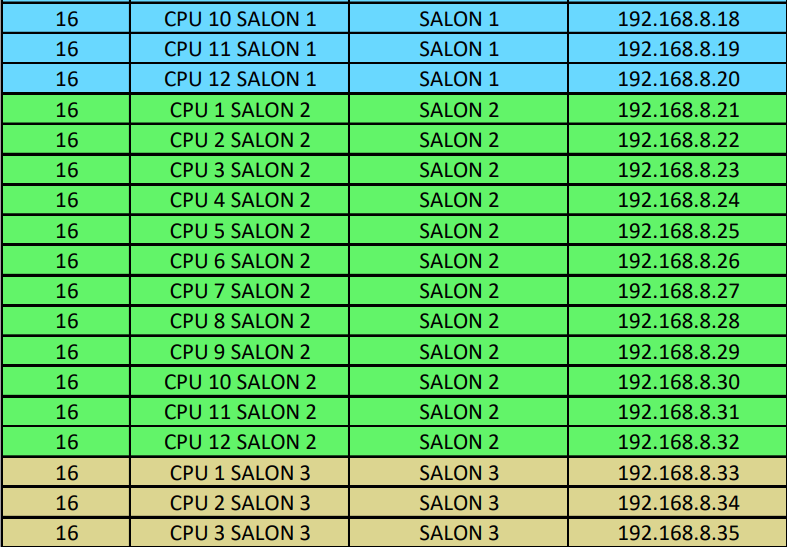 16 CPU 10 SALON 1 SALON 1 192.168.8.18
16 CPU 11 SALON 1 SALON 1 192.168.8.19
16 CPU 12 SALON 1 SALON 1 192.168.8.20
16 CPU 1 SALON 2 SALON 2 192.168.8.21
16 CPU 2 SALON 2 SALON 2 192.168.8.22
16 CPU 3 SALON 2 SALON 2 192.168.8.23
16 CPU 4 SALON 2 SALON 2 192.168.8.24
16 CPU 5 SALON 2 SALON 2 192.168.8.25
16 CPU 6 SALON 2 SALON 2 192.168.8.26
16 CPU 7 SALON 2 SALON 2 192.168.8.27
16 CPU 8 SALON 2 SALON 2 192.168.8.28
16 CPU 9 SALON 2 SALON 2 192.168.8.29
16 CPU 10 SALON 2 SALON 2 192.168.8.30
16 CPU 11 SALON 2 SALON 2 192.168.8.31
16 CPU 12 SALON 2 SALON 2 192.168.8.32
16 CPU 1 SALON 3 SALON 3 192.168.8.33
16 CPU 2 SALON 3 SALON 3 192.168.8.34
16 CPU 3 SALON 3 SALON 3 192.168.8.35